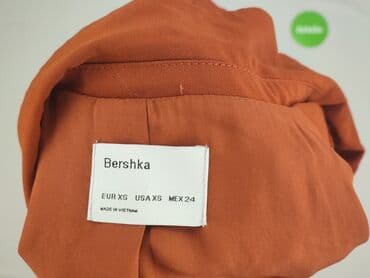 Bershka
EUR XS USA XS MEX 24
MADE IN VIETNAM